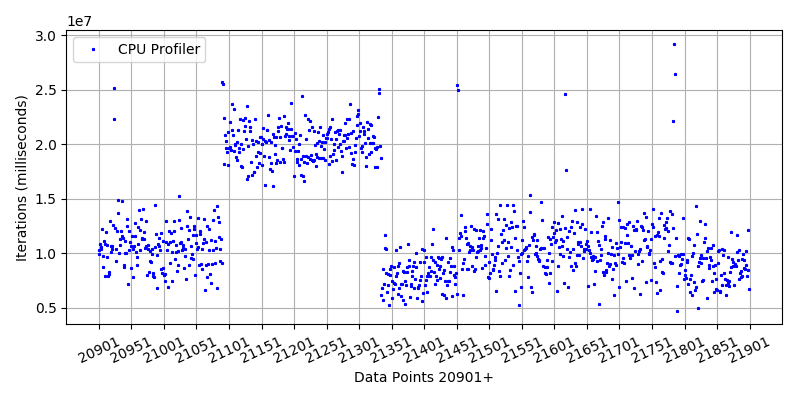 1e7
CPU Profiler
3.0
2.5
2.0
1.5
1.0
0.5
Iterations (milliseconds)
20901 20951 21001 21051 21101 21151 21201 21251 21301 21351 21401 21451 21501 21551 21601 21651 21701 21751 21801 21851 21901
Data Points 20901+